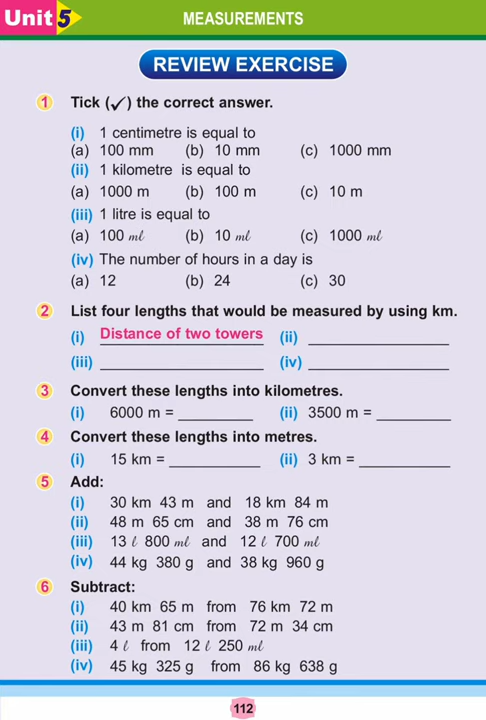 Unit 5
MEASUREMENTS
REVIEW EXERCISE
1 Tick (✓) the correct answer.
(i) 1 centimetre is equal to
(a) 100 mm (b) 10 mm (c) 1000 mm
(ii) 1 kilometre is equal to
(a) 1000 m (b) 100 m (c) 10 m
(iii) 1 litre is equal to
(a) 100 mℓ (b) 10 mℓ (c) 1000 mℓ
(iv) The number of hours in a day is
(a) 12 (b) 24 (c) 30
2 List four lengths that would be measured by using km.
(i) Distance of two towers (ii) ____________
(iii) ____________ (iv) ____________
3 Convert these lengths into kilometres.
(i) 6000 m = ________ (ii) 3500 m = ________
4 Convert these lengths into metres.
(i) 15 km = ________ (ii) 3 km = ________
5 Add:
(i) 30 km 43 m and 18 km 84 m
(ii) 48 m 65 cm and 38 m 76 cm
(iii) 13 ℓ 800 mℓ and 12 ℓ 700 mℓ
(iv) 44 kg 380 g and 38 kg 960 g
6 Subtract:
(i) 40 km 65 m from 76 km 72 m
(ii) 43 m 81 cm from 72 m 34 cm
(iii) 4 ℓ from 12 ℓ 250 mℓ
(iv) 45 kg 325 g from 86 kg 638 g
112